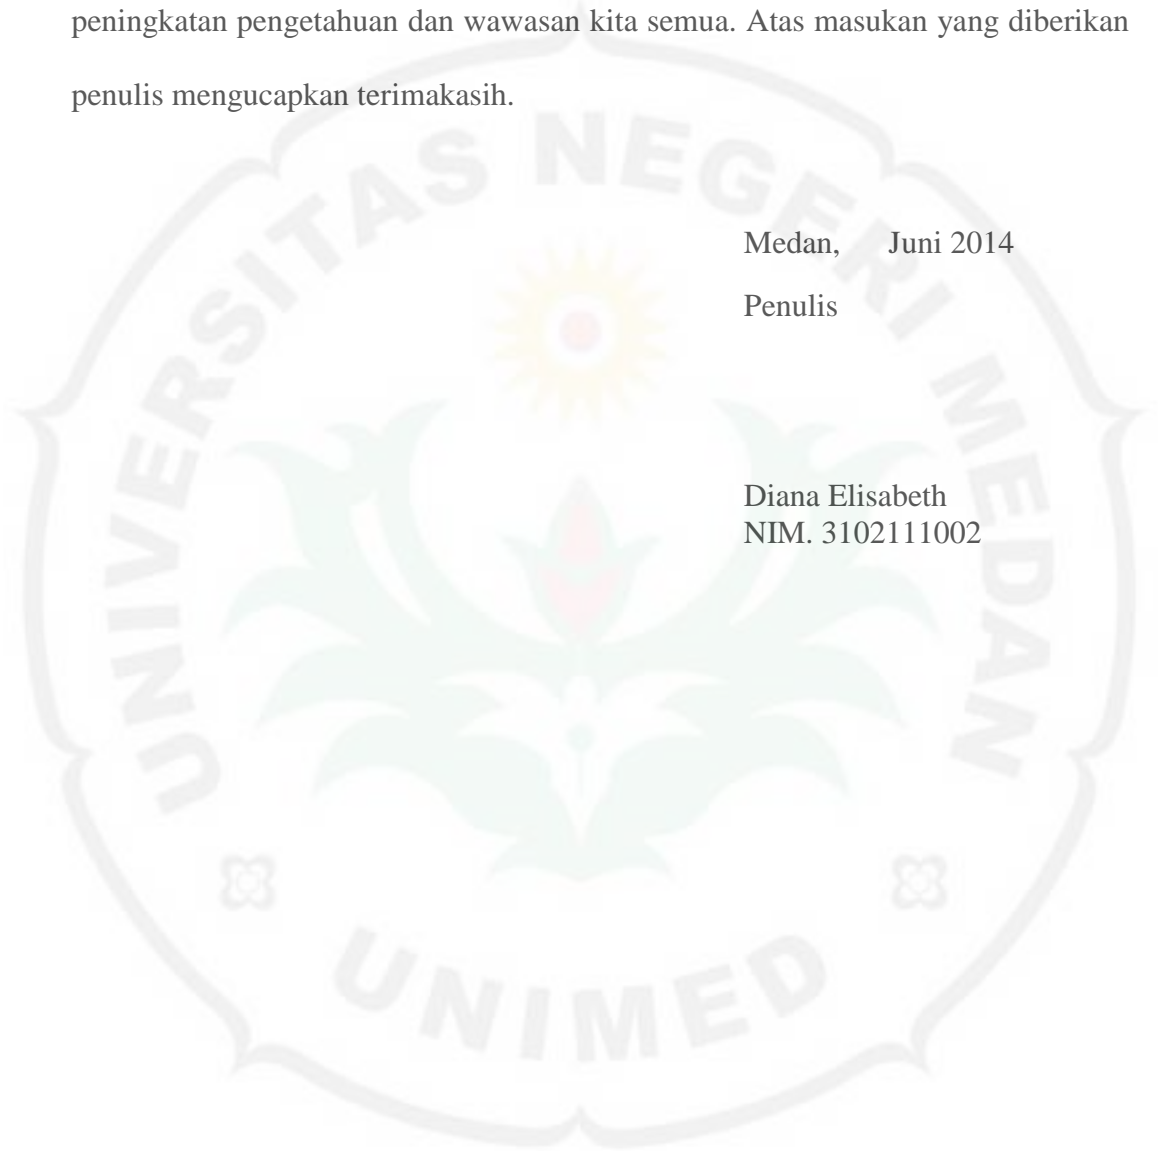 peningkatan pengetahuan dan wawasan kita semua. Atas masukan yang diberikan
penulis mengucapkan terimakasih.
UNIVERSITAS NEGERI MEDAN
Medan, Juni 2014
Penulis
Diana Elisabeth
NIM. 3102111002
UNIMED